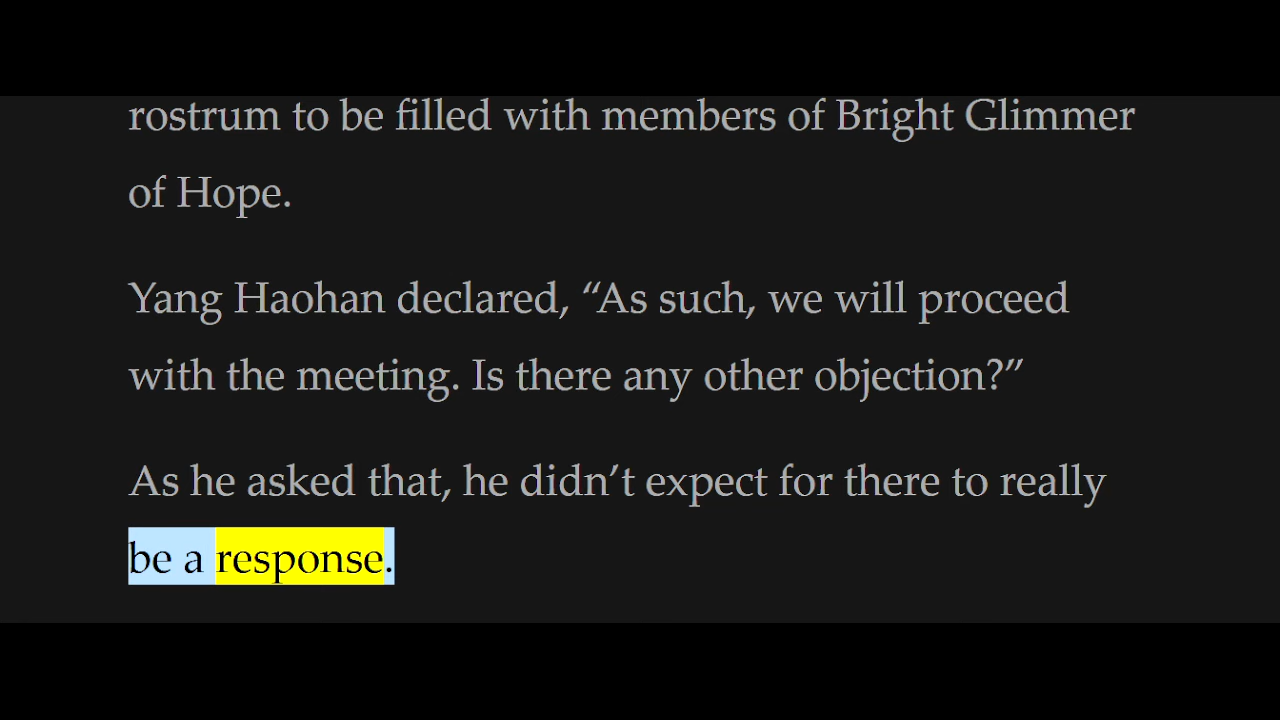 rostrum to be filled with members of Bright Glimmer
of Hope.
Yang Haohan declared, “As such, we will proceed
with the meeting. Is there any other objection?”
As he asked that, he didn’t expect for there to really
be a response.